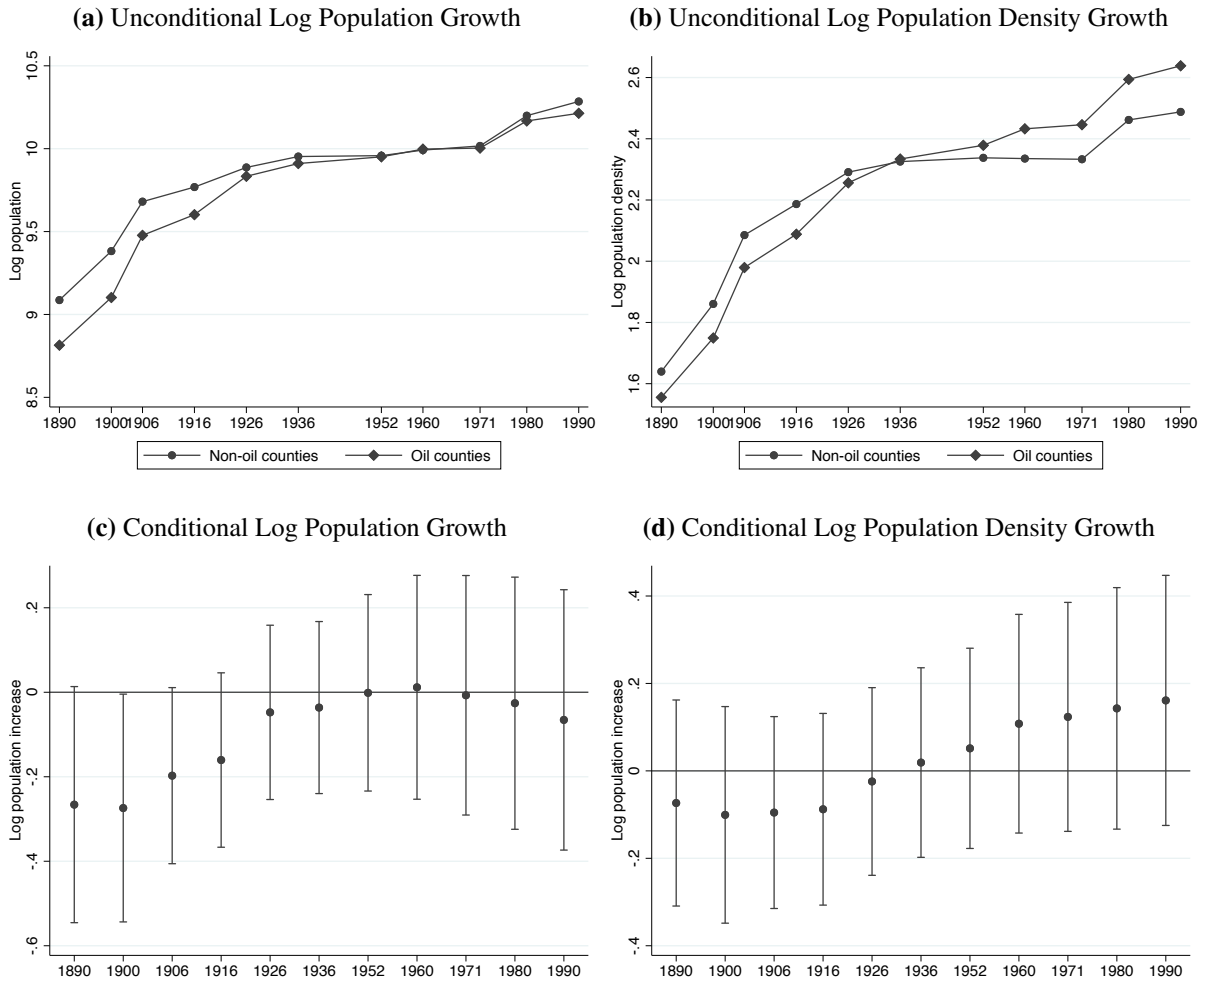 (a) Unconditional Log Population Growth
Log population
10.5
10
9.5
9
8.5
1890 1900 1906 1916 1926 1936 1952 1960 1971 1980 1990
Non-oil counties Oil counties
(b) Unconditional Log Population Density Growth
Log population density
2.6
2.4
2.2
2
1.8
1.6
1890 1900 1906 1916 1926 1936 1952 1960 1971 1980 1990
Non-oil counties Oil counties
(c) Conditional Log Population Growth
Log population increase
.2
0
-.2
-.4
-.6
1890 1900 1906 1916 1926 1936 1952 1960 1971 1980 1990
(d) Conditional Log Population Density Growth
Log population increase
.4
.2
0
-.2
-.4
1890 1900 1906 1916 1926 1936 1952 1960 1971 1980 1990